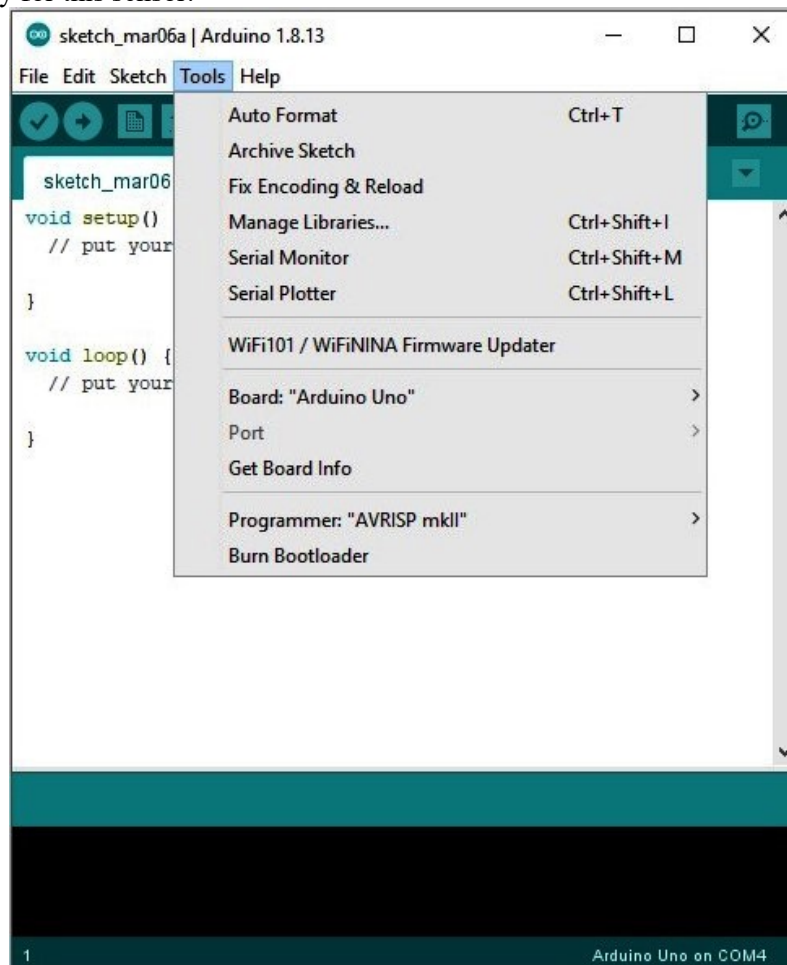 for this sensor.
sketch_mar06a | Arduino 1.8.13
File Edit Sketch Tools Help
Auto Format Ctrl+T
Archive Sketch
sketch_mar06
Fix Encoding & Reload
void setup()
Manage Libraries... Ctrl+Shift+I
// put your
Serial Monitor Ctrl+Shift+M
}
Serial Plotter Ctrl+Shift+L
void loop() {
WiFi101 / WiFiNINA Firmware Updater
// put your
Board: "Arduino Uno"
}
Port
Get Board Info
Programmer: "AVRISP mkII"
Burn Bootloader
1 Arduino Uno on COM4